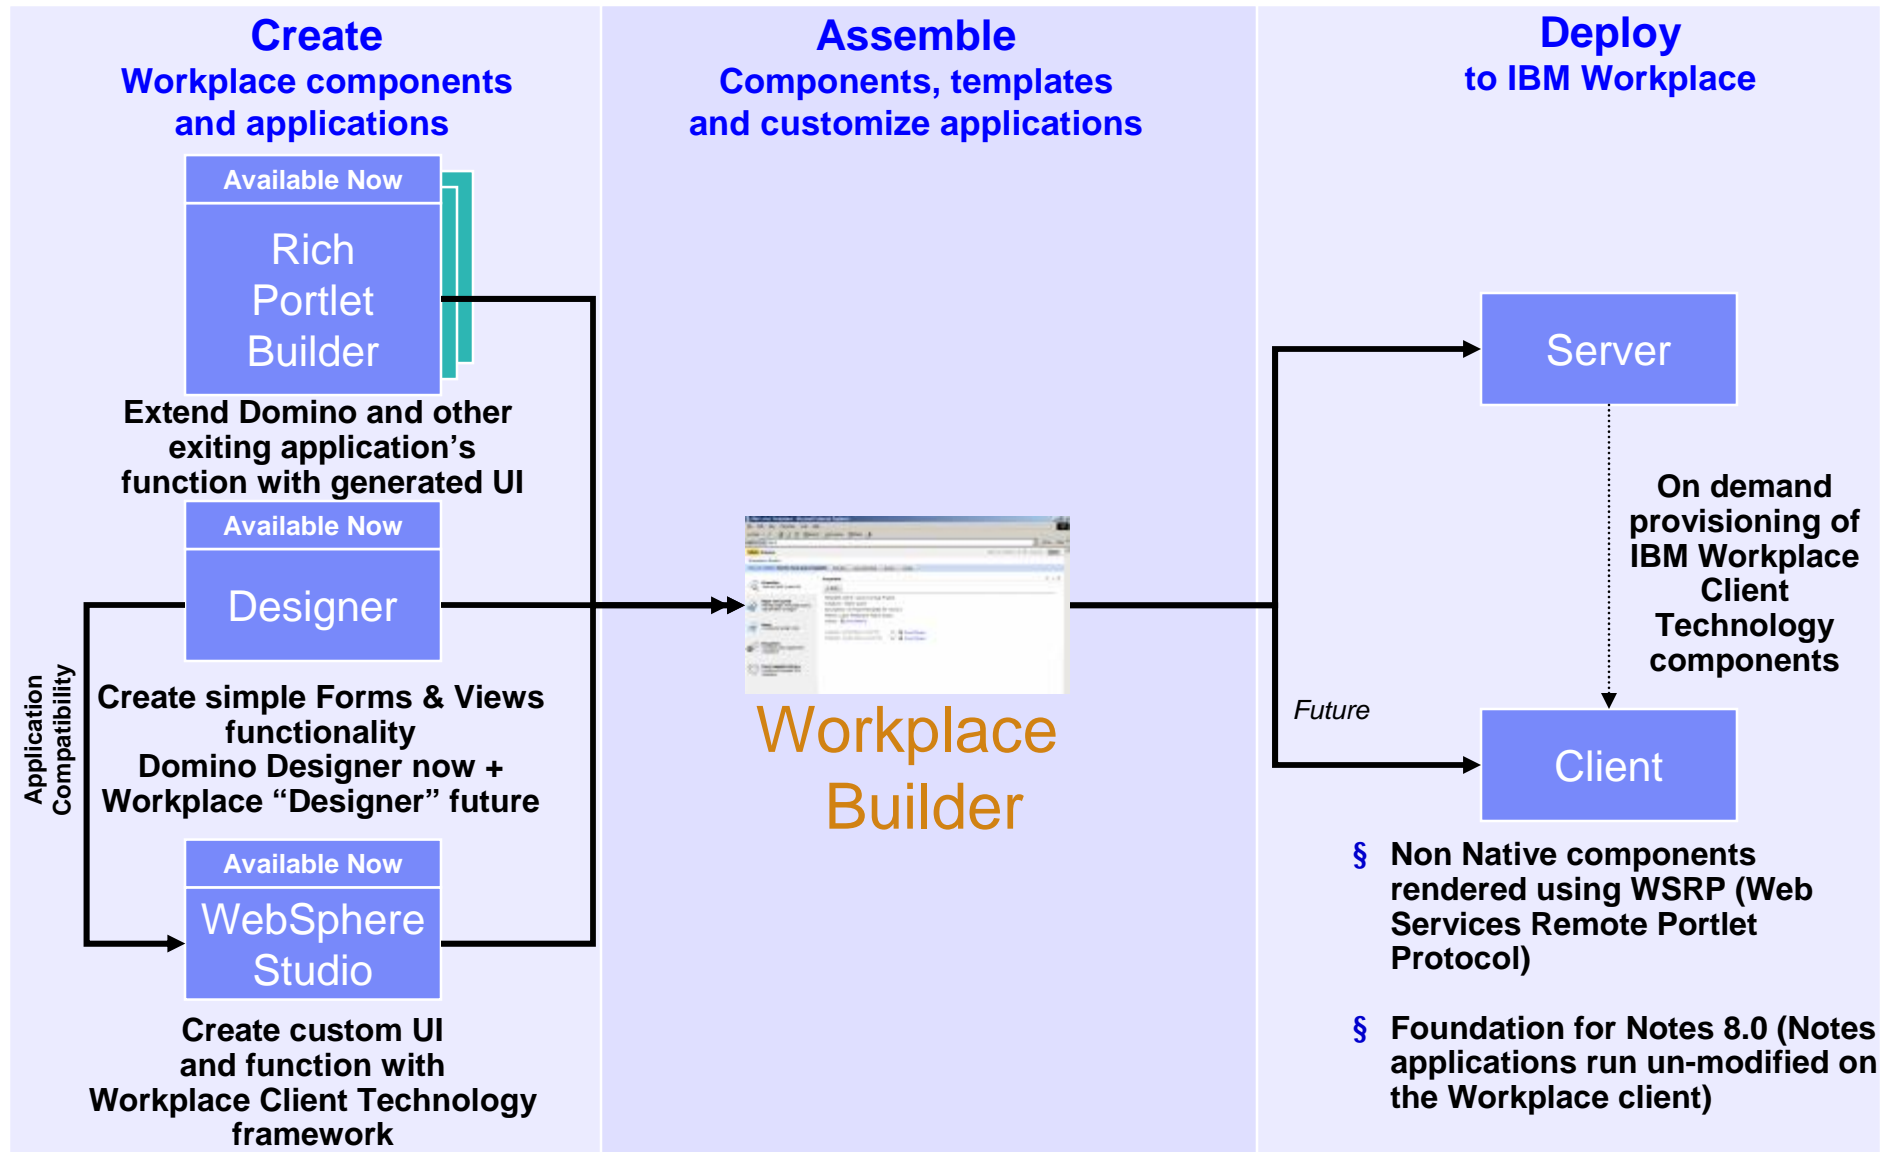 Create
Workplace components
and applications
Available Now
Rich
Portlet
Builder
Extend Domino and other
exiting application’s
function with generated UI
Available Now
Designer
Application
Compatibility
Create simple Forms & Views
functionality
Domino Designer now +
Workplace “Designer” future
Available Now
WebSphere
Studio
Create custom UI
and function with
Workplace Client Technology
framework
Assemble
Components, templates
and customize applications
Workplace
Builder
Deploy
to IBM Workplace
Server
On demand
provisioning of
IBM Workplace
Client
Technology
components
Future
Client
§ Non Native components
rendered using WSRP (Web
Services Remote Portlet
Protocol)
§ Foundation for Notes 8.0 (Notes
applications run un-modified on
the Workplace client)